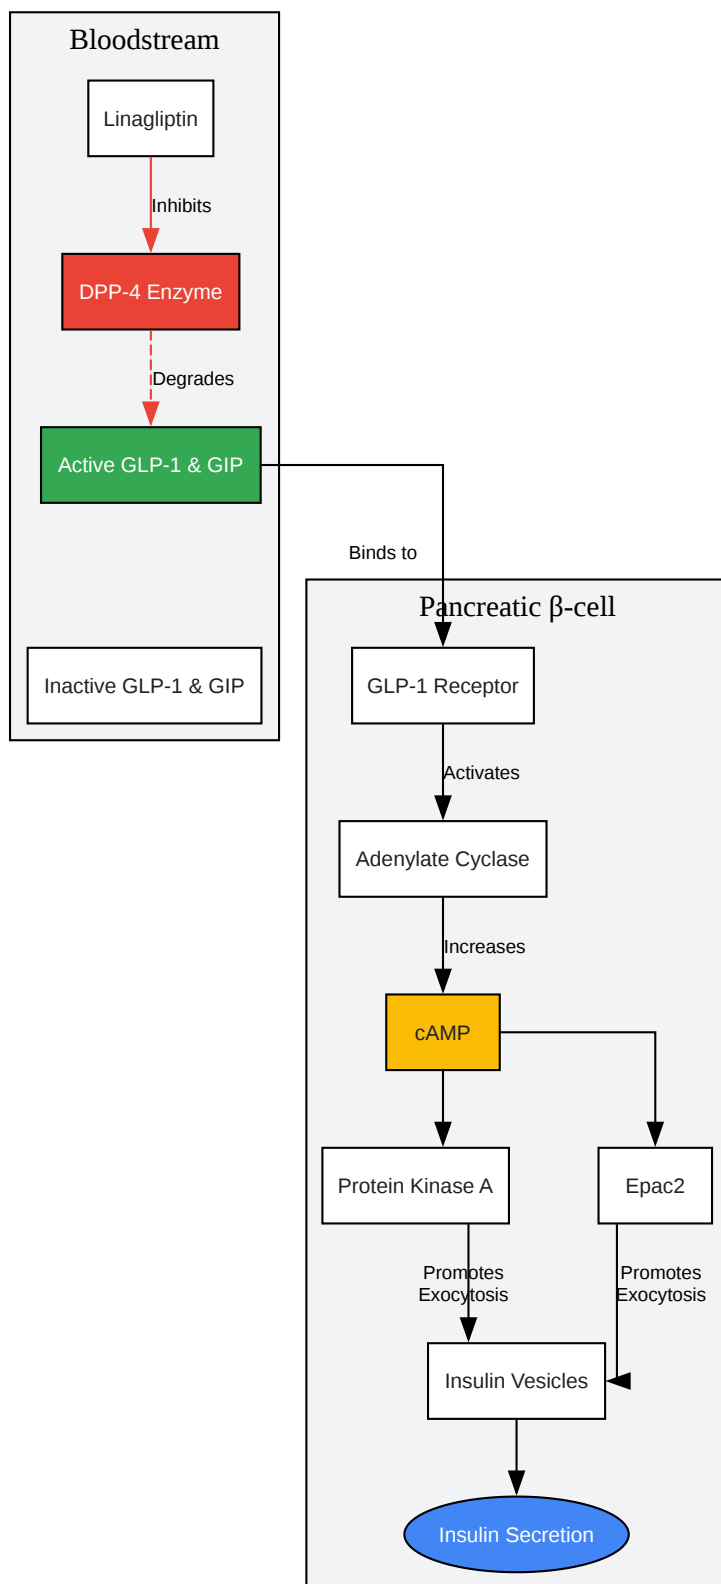 Bloodstream
Linagliptin
Inhibits
DPP-4 Enzyme
Degrades
Active GLP-1 & GIP
Binds to
Pancreatic β-cell
Inactive GLP-1 & GIP
GLP-1 Receptor
Activates
Adenylate Cyclase
Increases
cAMP
Protein Kinase A
Epac2
Promotes
Exocytosis
Promotes
Exocytosis
Insulin Vesicles
Insulin Secretion